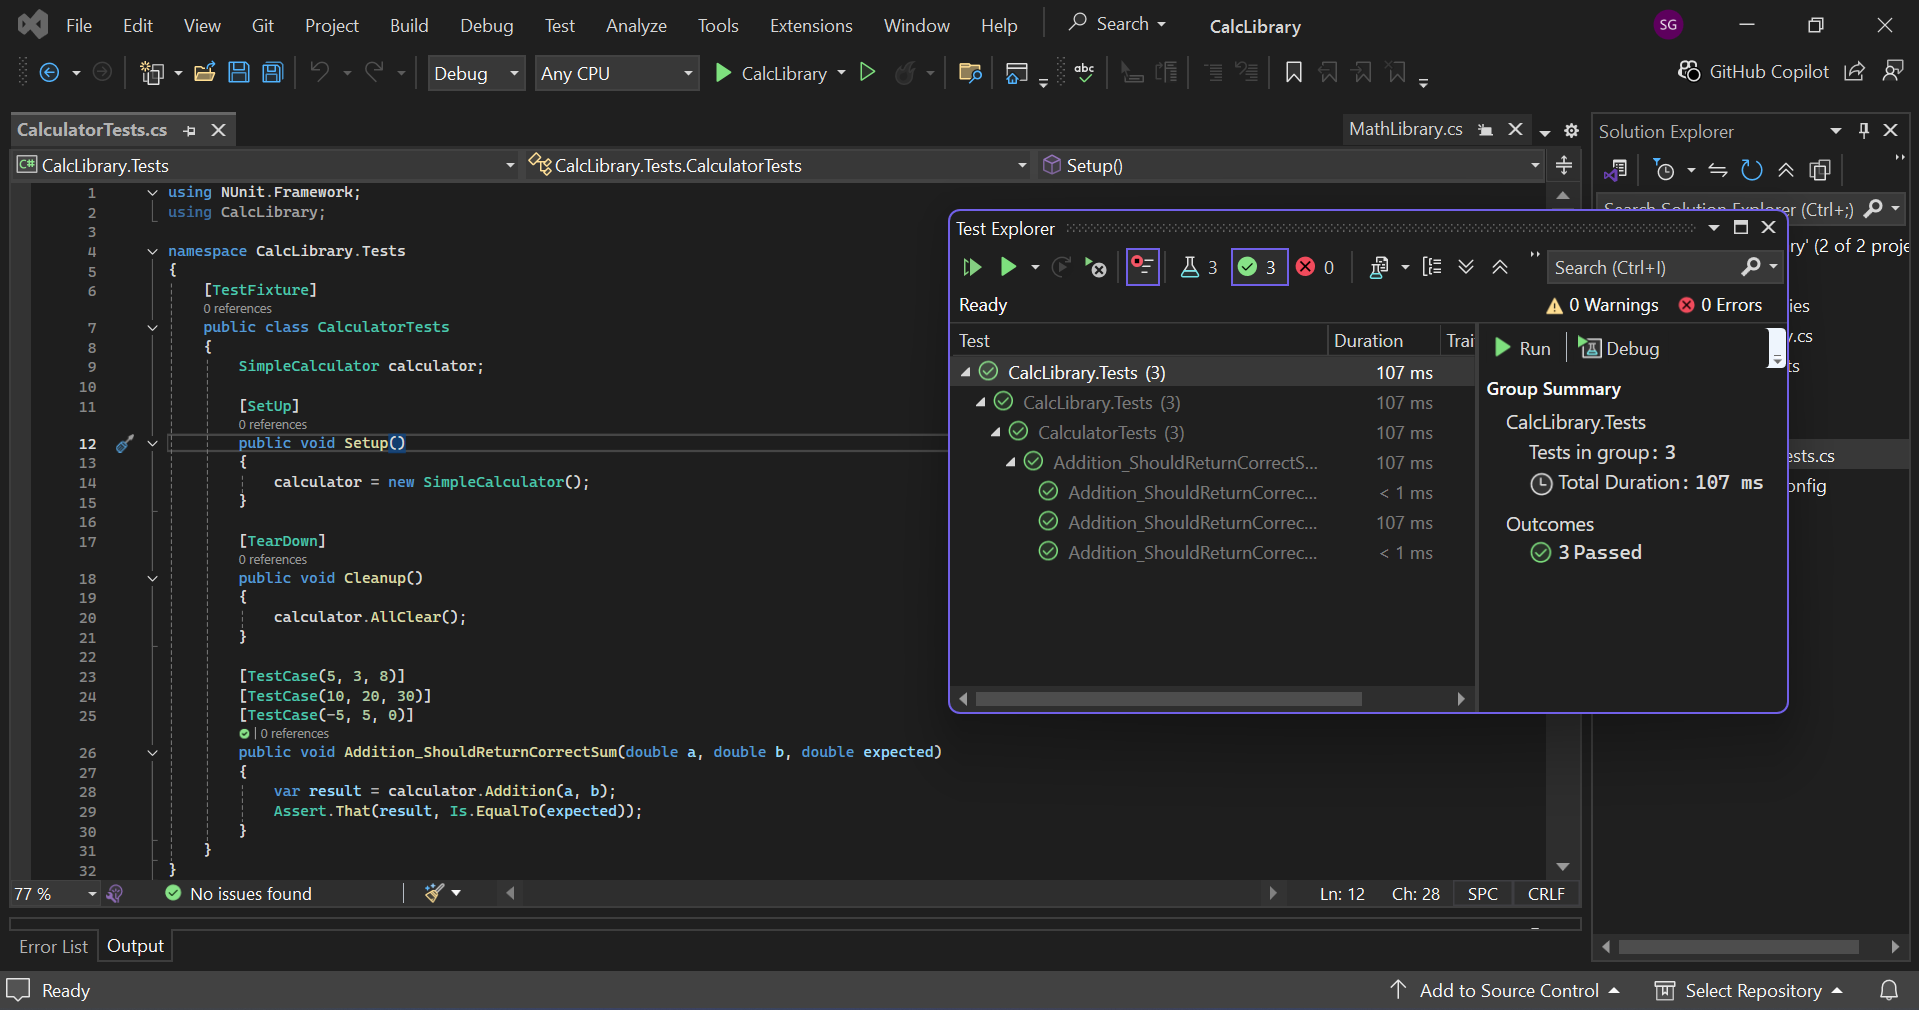 File Edit View Git Project Build Debug Test Analyze Tools Extensions Window Help Search CalcLibrary SG
Debug Any CPU CalcLibrary abc GitHub Copilot
CalculatorTests.cs MathLibrary.cs
C# CalcLibrary.Tests CalcLibrary.Tests.CalculatorTests Setup()
1 using NUnit.Framework;
2 using CalcLibrary;
3
4 namespace CalcLibrary.Tests
5 {
6 [TestFixture]
0 references
7 public class CalculatorTests
8 {
9 SimpleCalculator calculator;
10
11 [SetUp]
0 references
12 public void Setup()
13 {
14 calculator = new SimpleCalculator();
15 }
16
17 [TearDown]
0 references
18 public void Cleanup()
19 {
20 calculator.AllClear();
21 }
22
23 [TestCase(5, 3, 8)]
24 [TestCase(10, 20, 30)]
25 [TestCase(-5, 5, 0)]
| 0 references
26 public void Addition_ShouldReturnCorrectSum(double a, double b, double expected)
27 {
28 var result = calculator.Addition(a, b);
29 Assert.That(result, Is.EqualTo(expected));
30 }
31 }
32 }
77 % No issues found Ln: 12 Ch: 28 SPC CRLF
Error List Output
Ready Add to Source Control Select Repository
Test Explorer
3 3 0 Search (Ctrl+I)
Ready 0 Warnings 0 Errors
Test Duration Trai
CalcLibrary.Tests (3) 107 ms
CalcLibrary.Tests (3) 107 ms
CalculatorTests (3) 107 ms
Addition_ShouldReturnCorrectS... 107 ms
Addition_ShouldReturnCorrec... < 1 ms
Addition_ShouldReturnCorrec... 107 ms
Addition_ShouldReturnCorrec... < 1 ms
Run Debug
Group Summary
CalcLibrary.Tests
Tests in group: 3
Total Duration: 107 ms
Outcomes
3 Passed
Solution Explorer
Search Solution Explorer (Ctrl+;)
ry' (2 of 2 proje
ies
y.cs
ts
ests.cs
onfig